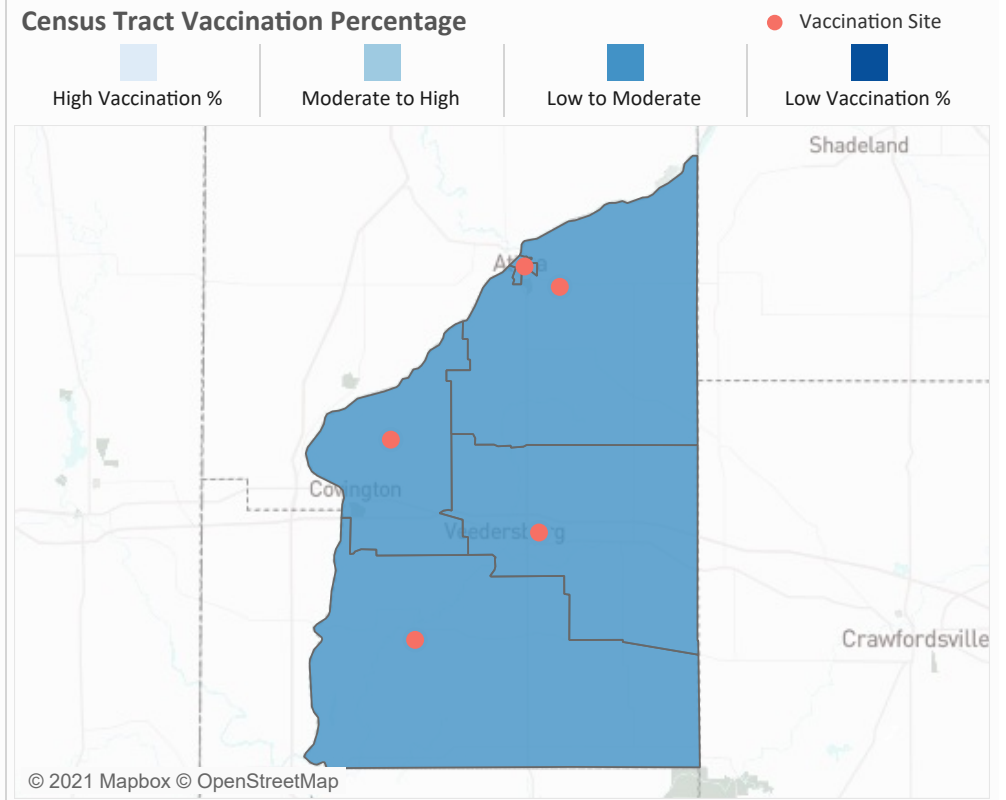 Census Tract Vaccination Percentage
Vaccination Site
High Vaccination %
Moderate to High
Low to Moderate
Low Vaccination %
Shadeland
Covington
Crawfordsville
© 2021 Mapbox © OpenStreetMap